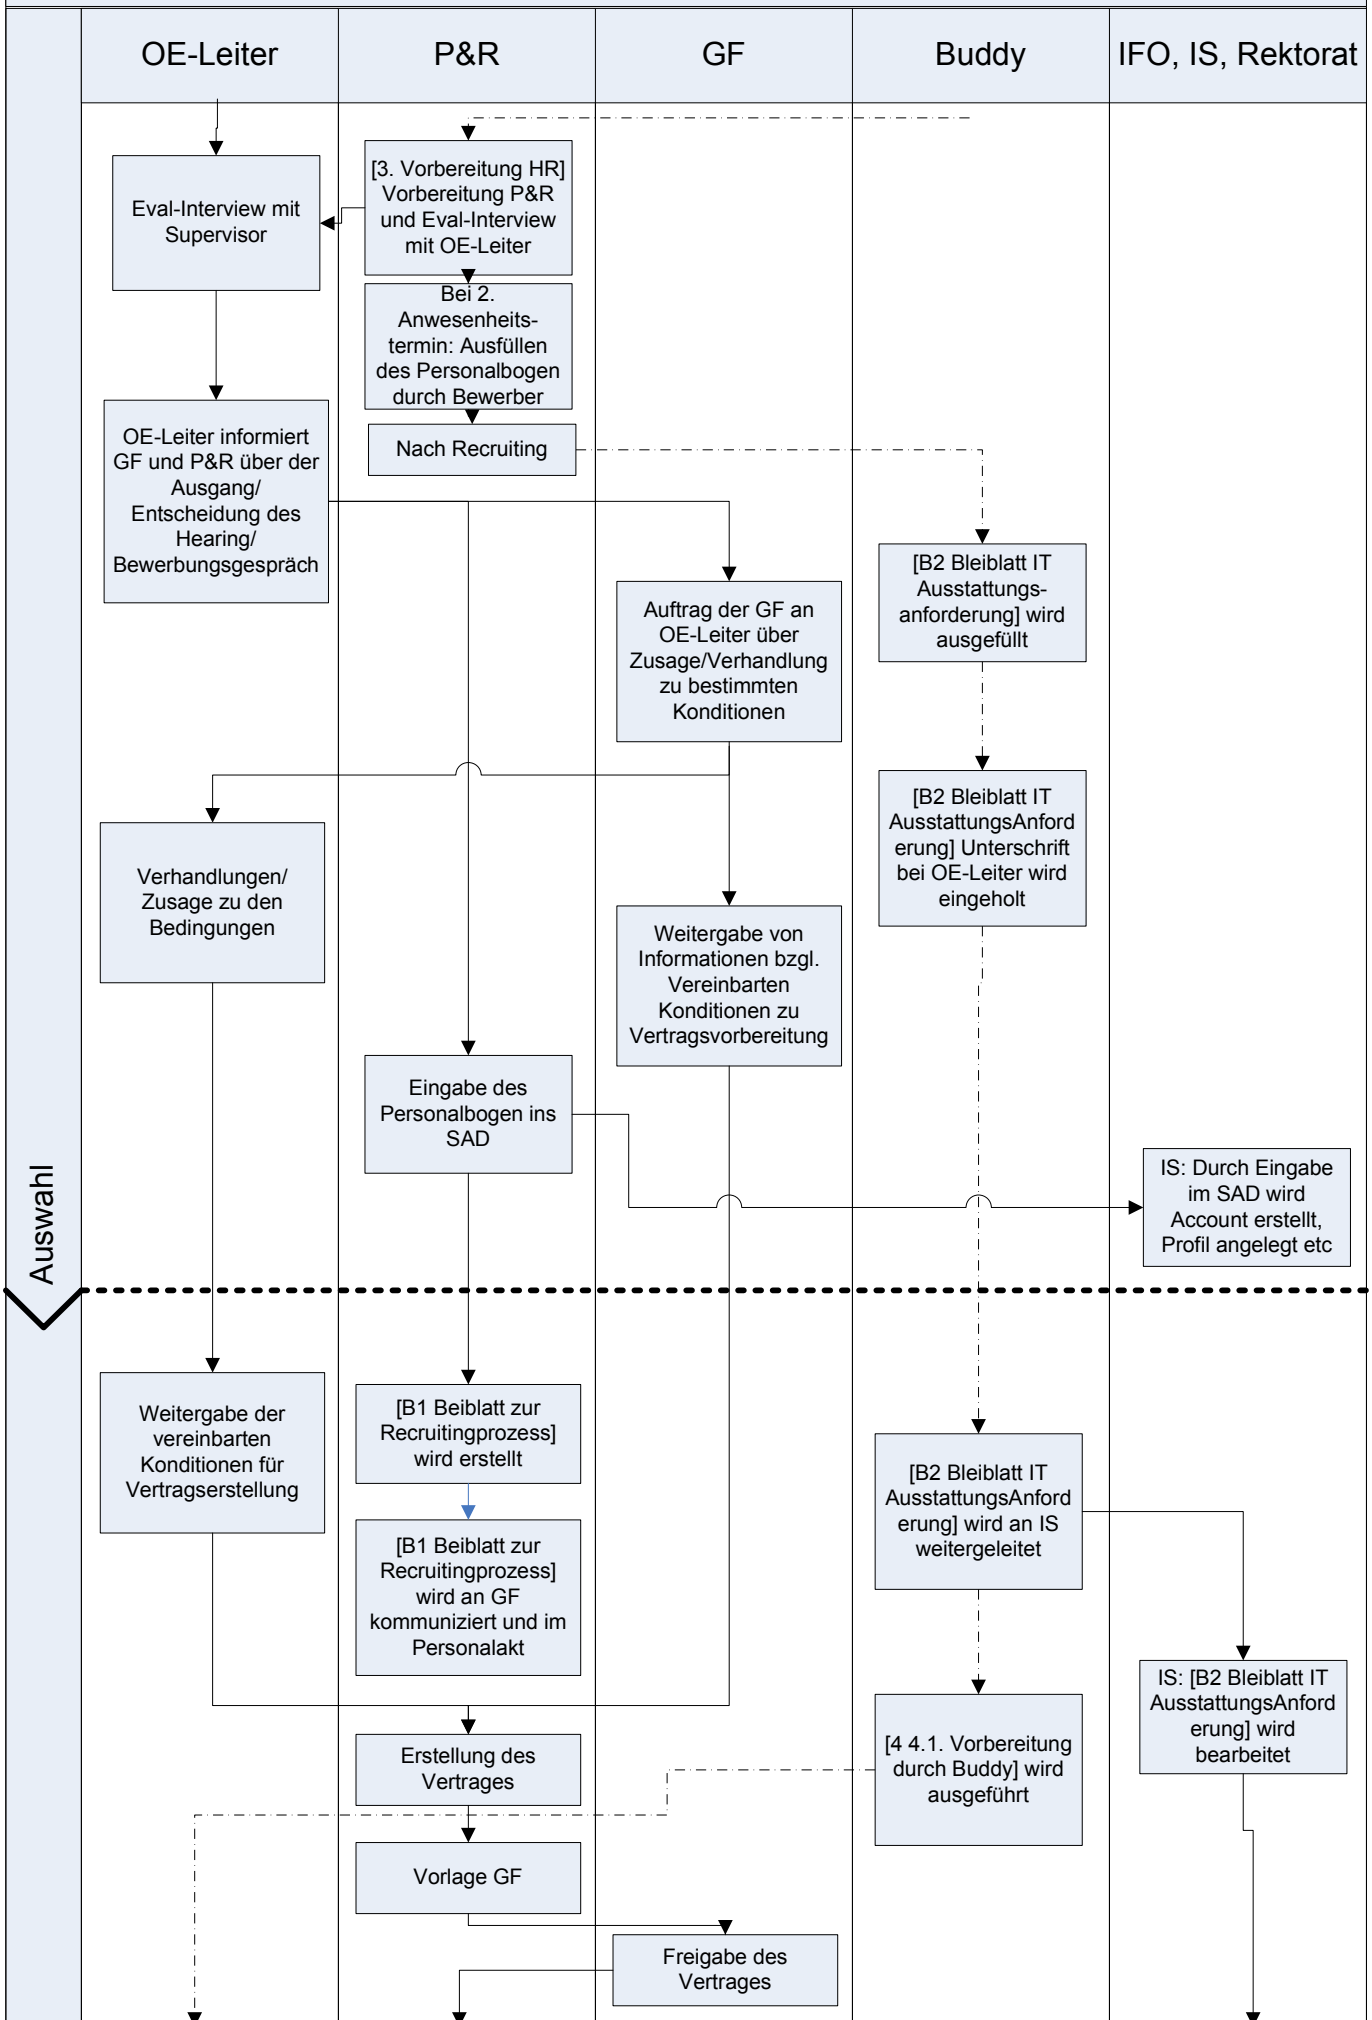 OE-Leiter
P&R
GF
Buddy
IFO, IS, Rektorat
Auswahl
Eval-Interview mit
Supervisor
[3. Vorbereitung HR]
Vorbereitung P&R
und Eval-Interview
mit OE-Leiter
Bei 2.
Anwesenheits-
termin: Ausfüllen
des Personalbogen
durch Bewerber
Nach Recruiting
OE-Leiter informiert
GF und P&R über der
Ausgang/
Entscheidung des
Hearing/
Bewerbungsgespräch
[B2 Bleiblatt IT
Ausstattungs-
anforderung] wird
ausgefüllt
Auftrag der GF an
OE-Leiter über
Zusage/Verhandlung
zu bestimmten
Konditionen
[B2 Bleiblatt IT
AusstattungsAnford
erung] Unterschrift
bei OE-Leiter wird
eingeholt
Verhandlungen/
Zusage zu den
Bedingungen
Weitergabe von
Informationen bzgl.
Vereinbarten
Konditionen zu
Vertragsvorbereitung
Eingabe des
Personalbogen ins
SAD
IS: Durch Eingabe
im SAD wird
Account erstellt,
Profil angelegt etc
Weitergabe der
vereinbarten
Konditionen für
Vertragserstellung
[B1 Beiblatt zur
Recruitingprozess]
wird erstellt
[B2 Bleiblatt IT
AusstattungsAnford
erung] wird an IS
weitergeleitet
[B1 Beiblatt zur
Recruitingprozess]
wird an GF
kommuniziert und im
Personalakt
IS: [B2 Bleiblatt IT
AusstattungsAnford
erung] wird
bearbeitet
[4 4.1. Vorbereitung
durch Buddy] wird
ausgeführt
Erstellung des
Vertrages
Vorlage GF
Freigabe des
Vertrages